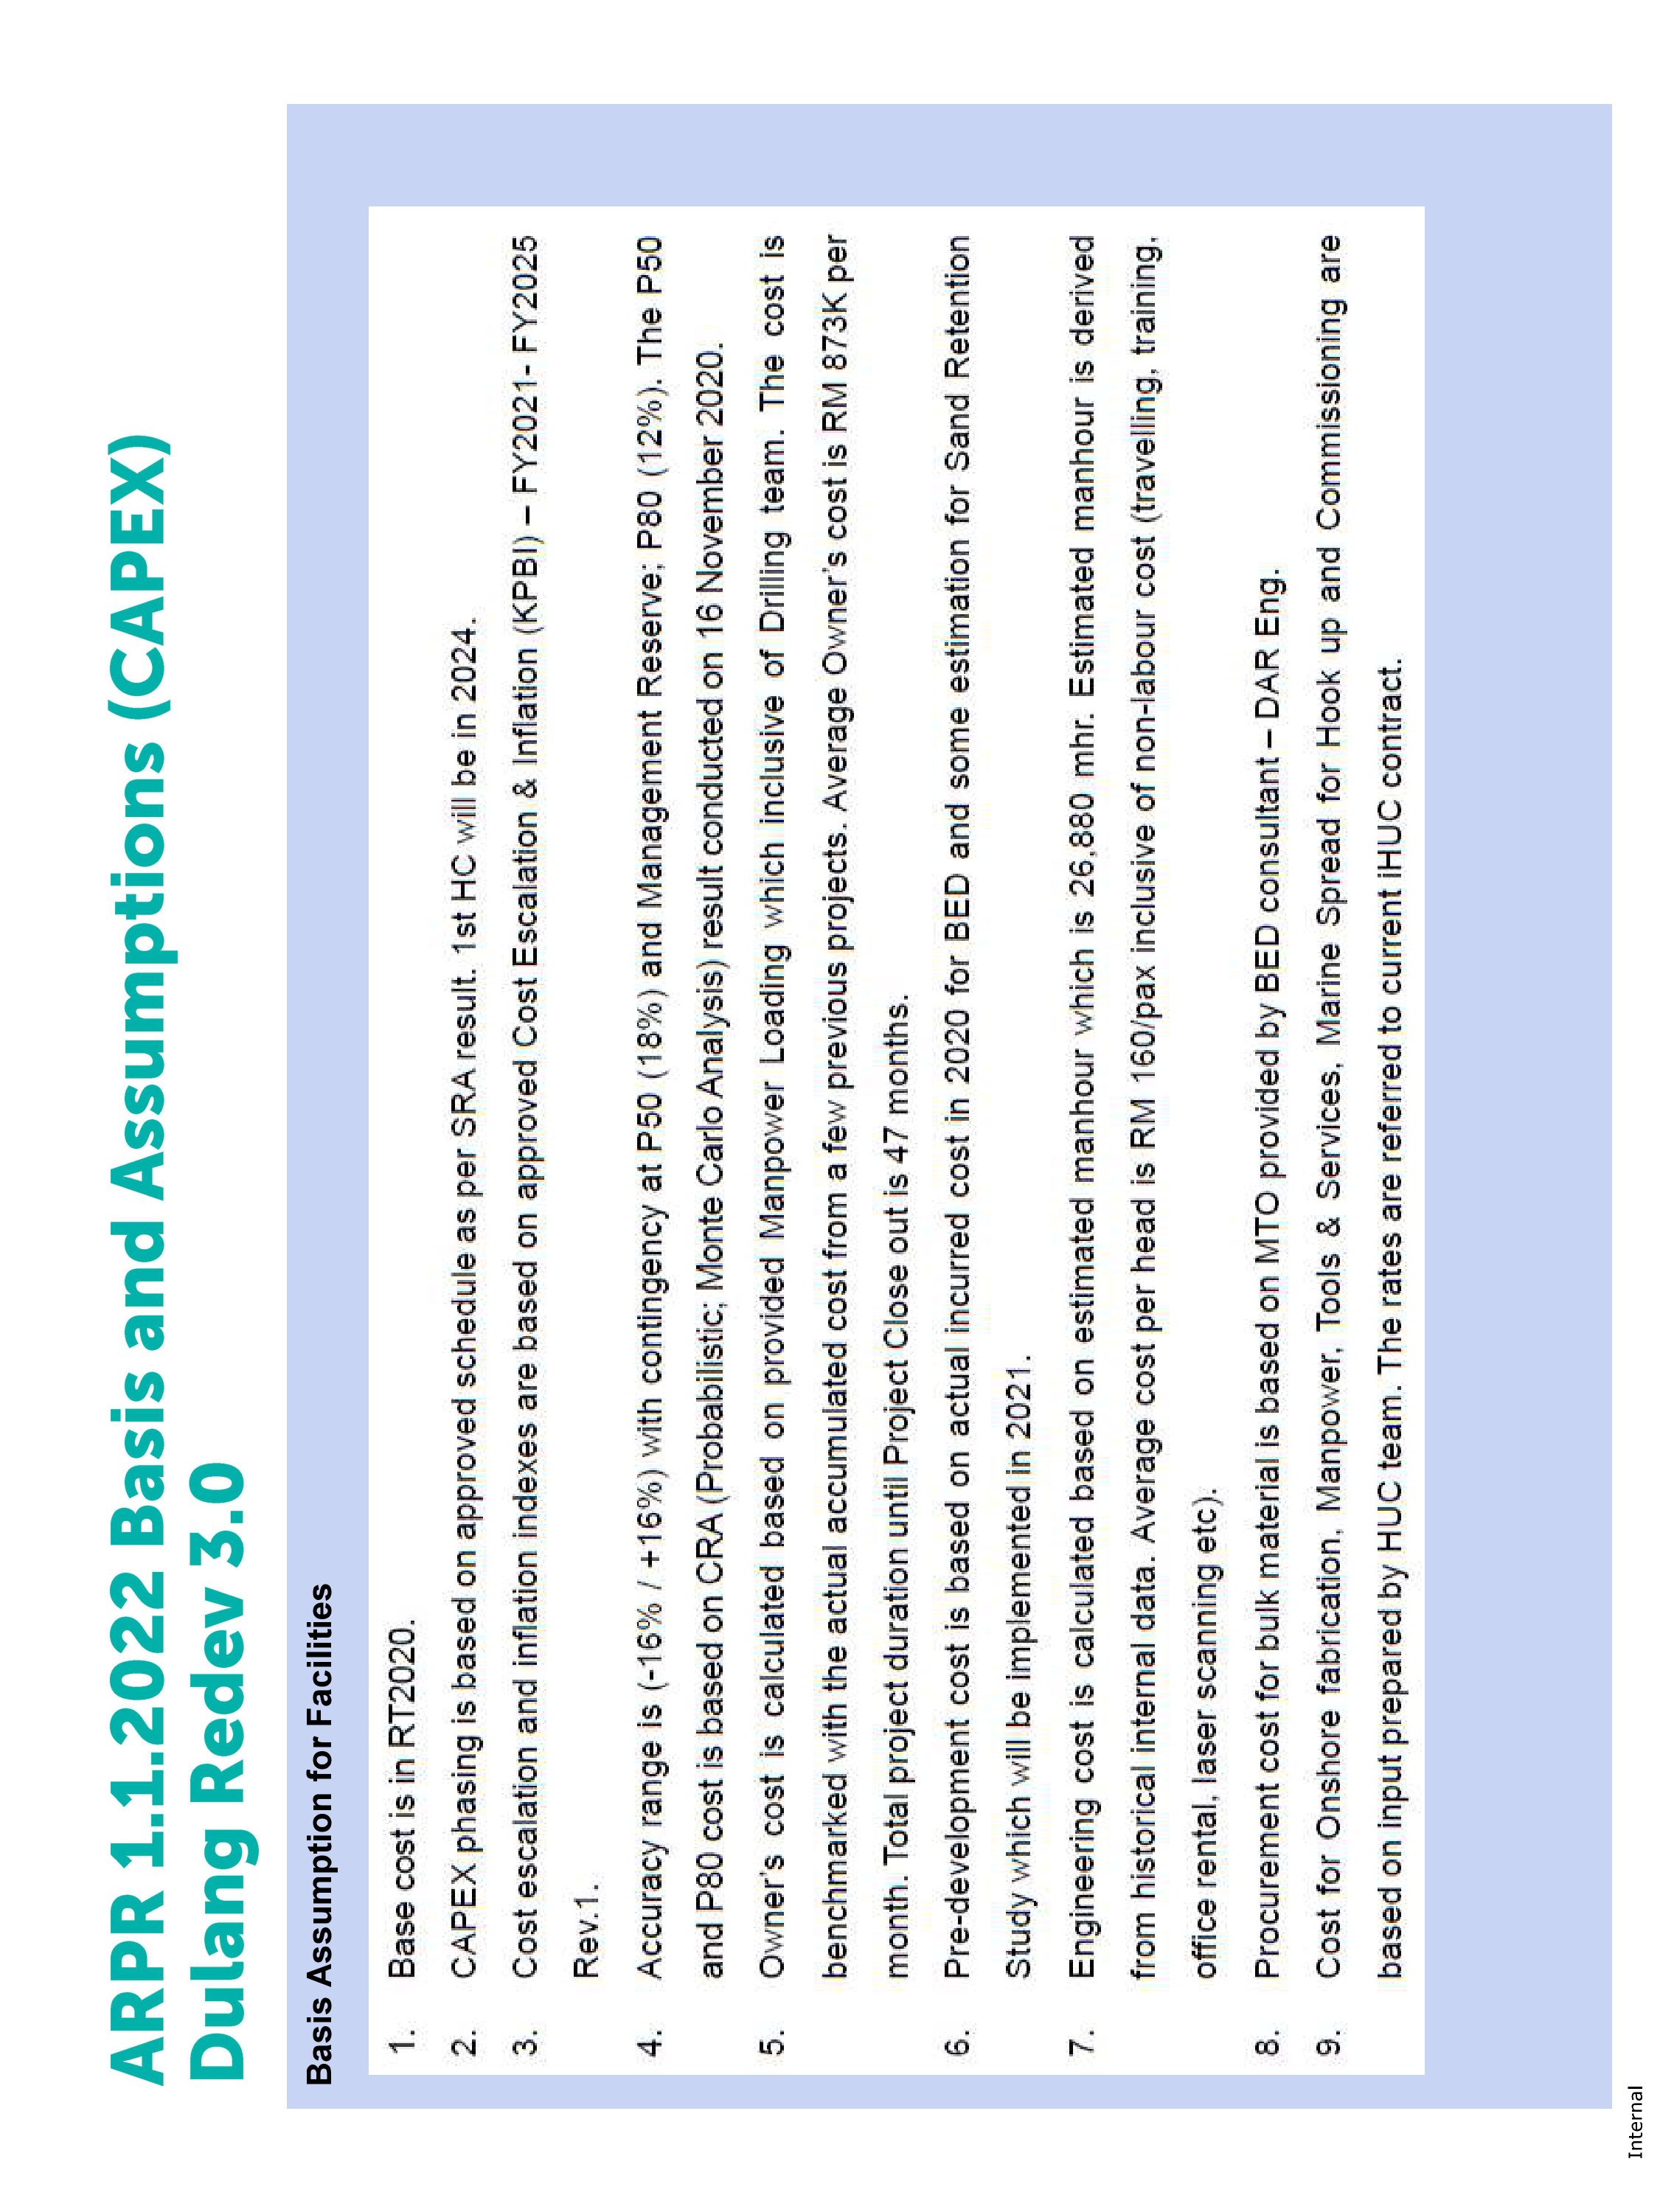 ARPR 1.1.2022 Basis and Assumptions (CAPEX)
Dulang Redev 3.0
Basis Assumption for Facilities
1. Base cost is in RT2020.
2. CAPEX phasing is based on approved schedule as per SRA result. 1st HC will be in 2024.
3. Cost escalation and inflation indexes are based on approved Cost Escalation & Inflation (KPBI) – FY2021- FY2025
Rev.1.
4. Accuracy range is (-16% / +16%) with contingency at P50 (18%) and Management Reserve; P80 (12%). The P50
and P80 cost is based on CRA (Probabilistic; Monte Carlo Analysis) result conducted on 16 November 2020.
5. Owner's cost is calculated based on provided Manpower Loading which inclusive of Drilling team. The cost is
benchmarked with the actual accumulated cost from a few previous projects. Average Owner's cost is RM 873K per
month. Total project duration until Project Close out is 47 months.
6. Pre-development cost is based on actual incurred cost in 2020 for BED and some estimation for Sand Retention
Study which will be implemented in 2021.
7. Engineering cost is calculated based on estimated manhour which is 26,880 mhr. Estimated manhour is derived
from historical internal data. Average cost per head is RM 160/pax inclusive of non-labour cost (travelling, training,
office rental, laser scanning etc).
8. Procurement cost for bulk material is based on MTO provided by BED consultant – DAR Eng.
9. Cost for Onshore fabrication, Manpower, Tools & Services, Marine Spread for Hook up and Commissioning are
based on input prepared by HUC team. The rates are referred to current iHUC contract.
Internal